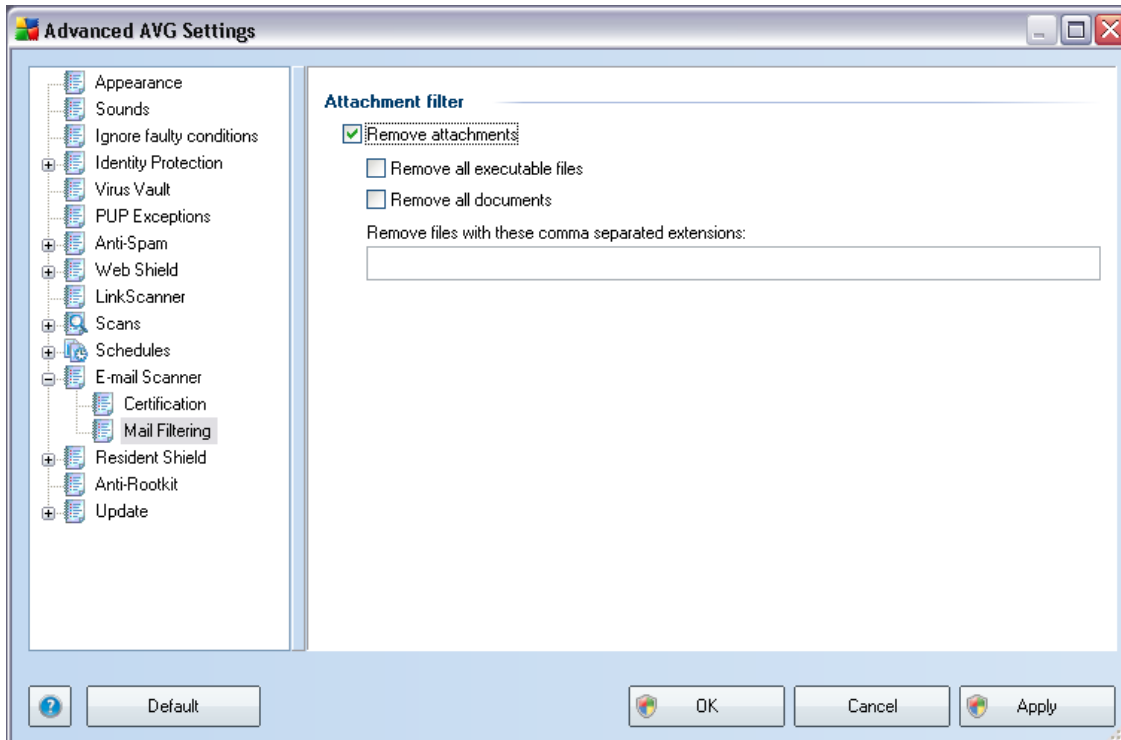 Advanced AVG Settings
Appearance
Sounds
Ignore faulty conditions
Identity Protection
Virus Vault
PUP Exceptions
Anti-Spam
Web Shield
LinkScanner
Scans
Schedules
E-mail Scanner
Certification
Mail Filtering
Resident Shield
Anti-Rootkit
Update
Attachment filter
Remove attachments
Remove all executable files
Remove all documents
Remove files with these comma separated extensions:
?
Default
OK
Cancel
Apply